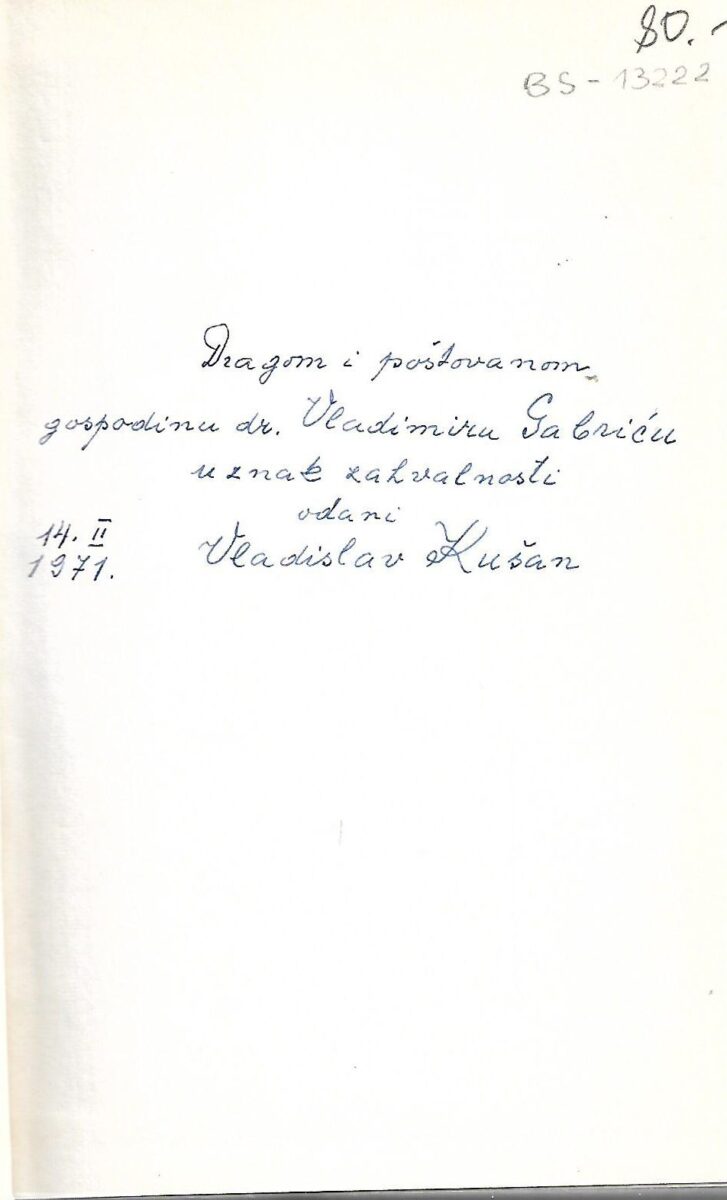 80.-
BS-13222
Dragom i poštovanom
gospodinu dr. Vladimiru Gabriću
u znak zahvalnosti
odani
14. II
1971.
Vladislav Kušan